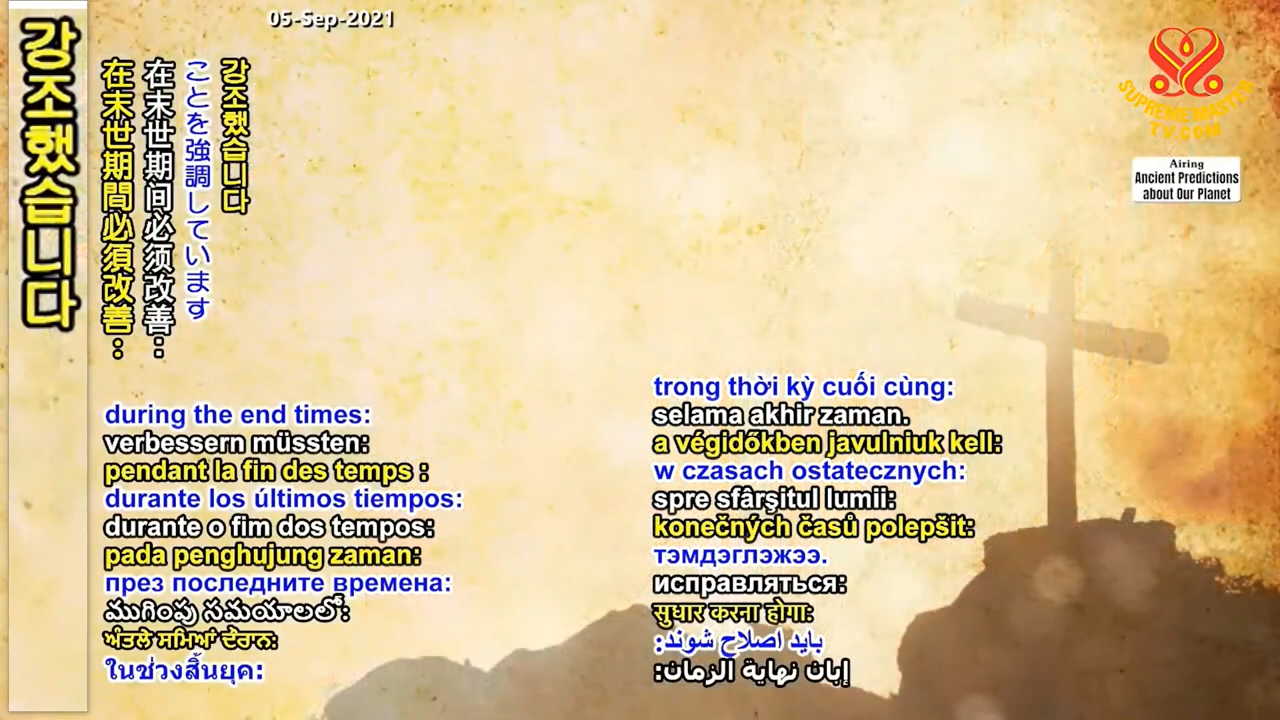 05-Sep-2021
강조했습니다
강조했습니다
ことを強調しています
在末世期间必须改善：
在末世期間必須改善：
SUPREME MASTER
TV.COM
Airing
Ancient Predictions
about Our Planet
during the end times:
verbessern müssten:
pendant la fin des temps :
durante los últimos tiempos:
durante o fim dos tempos:
pada penghujung zaman:
през последните времена:
ముగింపు సమయాలలో:
ਅੰਤਲੇ ਸਮਿਆਂ ਦੌਰਾਨ:
ในช่วงสิ้นยุค:
trong thời kỳ cuối cùng:
selama akhir zaman.
a végidőkben javulniuk kell:
w czasach ostatecznych:
spre sfârşitul lumii:
konečných časů polepšit:
тэмдэглэжээ.
исправляться:
सुधार करना होगा:
باید اصلاح شوند:
إبان نهاية الزمان: